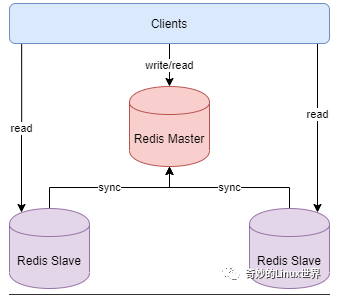 Clients
write/read
read
read
Redis Master
sync
sync
Redis Slave
Redis Slave
奇妙的Linux世界